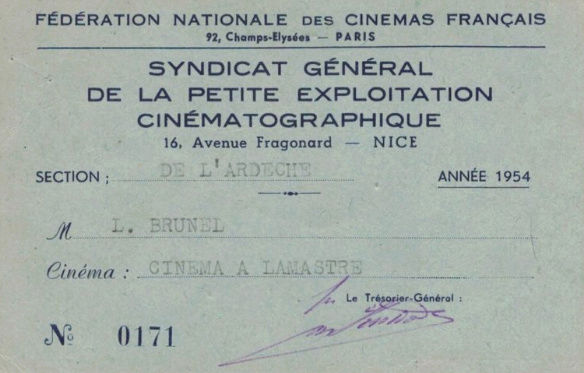 FÉDÉRATION NATIONALE DES CINEMAS FRANÇAIS
92, Champs-Elysées — PARIS
SYNDICAT GÉNÉRAL
DE LA PETITE EXPLOITATION
CINÉMATOGRAPHIQUE
16, Avenue Fragonard — NICE
SECTION ; DE L'ARDECHE ANNÉE 1954
M L. BRUNEL
Cinéma : CINEMA A LAMASTRE
Le Trésorier-Général :
No 0171